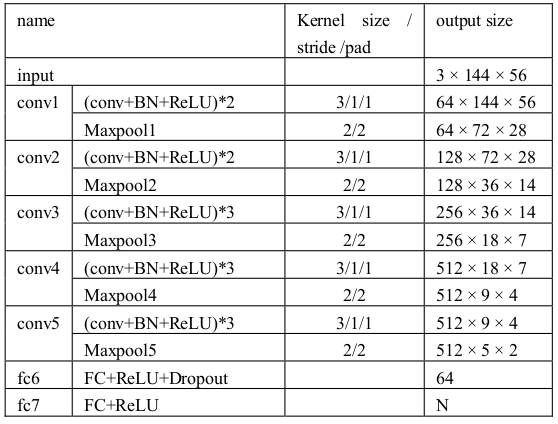 name Kernel size / output size
stride /pad
input 3 × 144 × 56
conv1 (conv+BN+ReLU)*2 3/1/1 64 × 144 × 56
Maxpool1 2/2 64 × 72 × 28
conv2 (conv+BN+ReLU)*2 3/1/1 128 × 72 × 28
Maxpool2 2/2 128 × 36 × 14
conv3 (conv+BN+ReLU)*3 3/1/1 256 × 36 × 14
Maxpool3 2/2 256 × 18 × 7
conv4 (conv+BN+ReLU)*3 3/1/1 512 × 18 × 7
Maxpool4 2/2 512 × 9 × 4
conv5 (conv+BN+ReLU)*3 3/1/1 512 × 9 × 4
Maxpool5 2/2 512 × 5 × 2
fc6 FC+ReLU+Dropout 64
fc7 FC+ReLU N